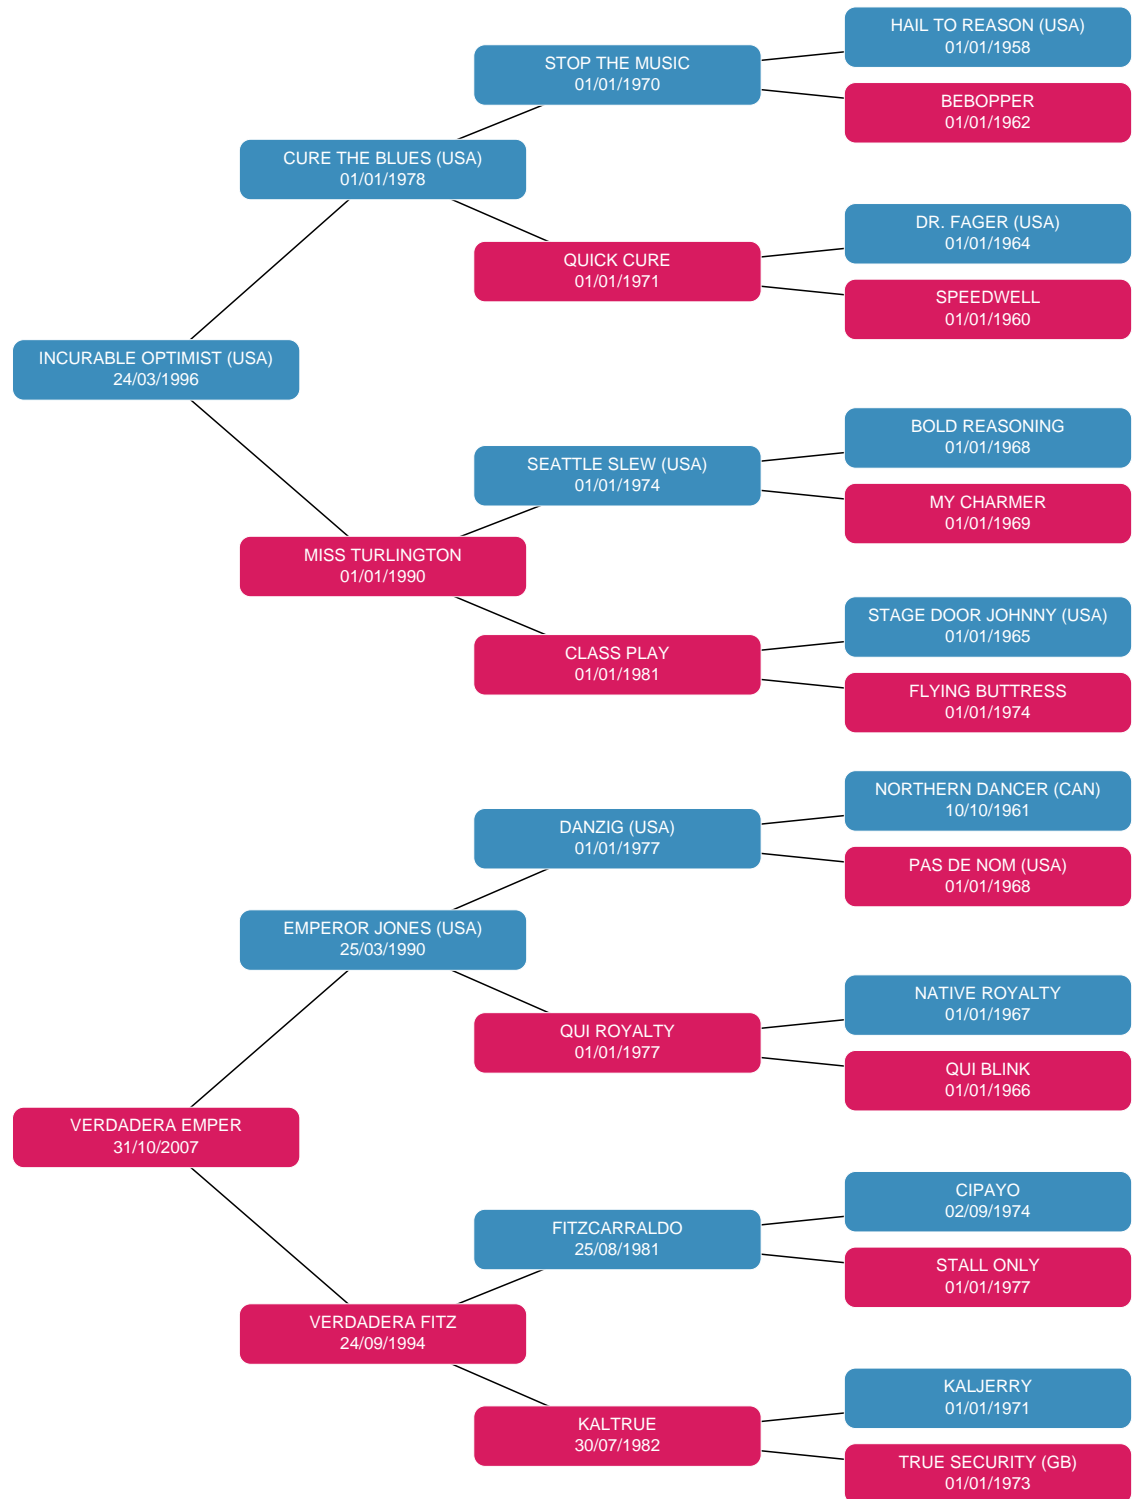 HAIL TO REASON (USA)
01/01/1958
STOP THE MUSIC
01/01/1970
BEBOPPER
01/01/1962
CURE THE BLUES (USA)
01/01/1978
DR. FAGER (USA)
01/01/1964
QUICK CURE
01/01/1971
SPEEDWELL
01/01/1960
INCURABLE OPTIMIST (USA)
24/03/1996
BOLD REASONING
01/01/1968
SEATTLE SLEW (USA)
01/01/1974
MY CHARMER
01/01/1969
MISS TURLINGTON
01/01/1990
STAGE DOOR JOHNNY (USA)
01/01/1965
CLASS PLAY
01/01/1981
FLYING BUTTRESS
01/01/1974
NORTHERN DANCER (CAN)
10/10/1961
DANZIG (USA)
01/01/1977
PAS DE NOM (USA)
01/01/1968
EMPEROR JONES (USA)
25/03/1990
NATIVE ROYALTY
01/01/1967
QUI ROYALTY
01/01/1977
QUI BLINK
01/01/1966
VERDADERA EMPER
31/10/2007
CIPAYO
02/09/1974
FITZCARRALDO
25/08/1981
STALL ONLY
01/01/1977
VERDADERA FITZ
24/09/1994
KALJERRY
01/01/1971
KALTRUE
30/07/1982
TRUE SECURITY (GB)
01/01/1973